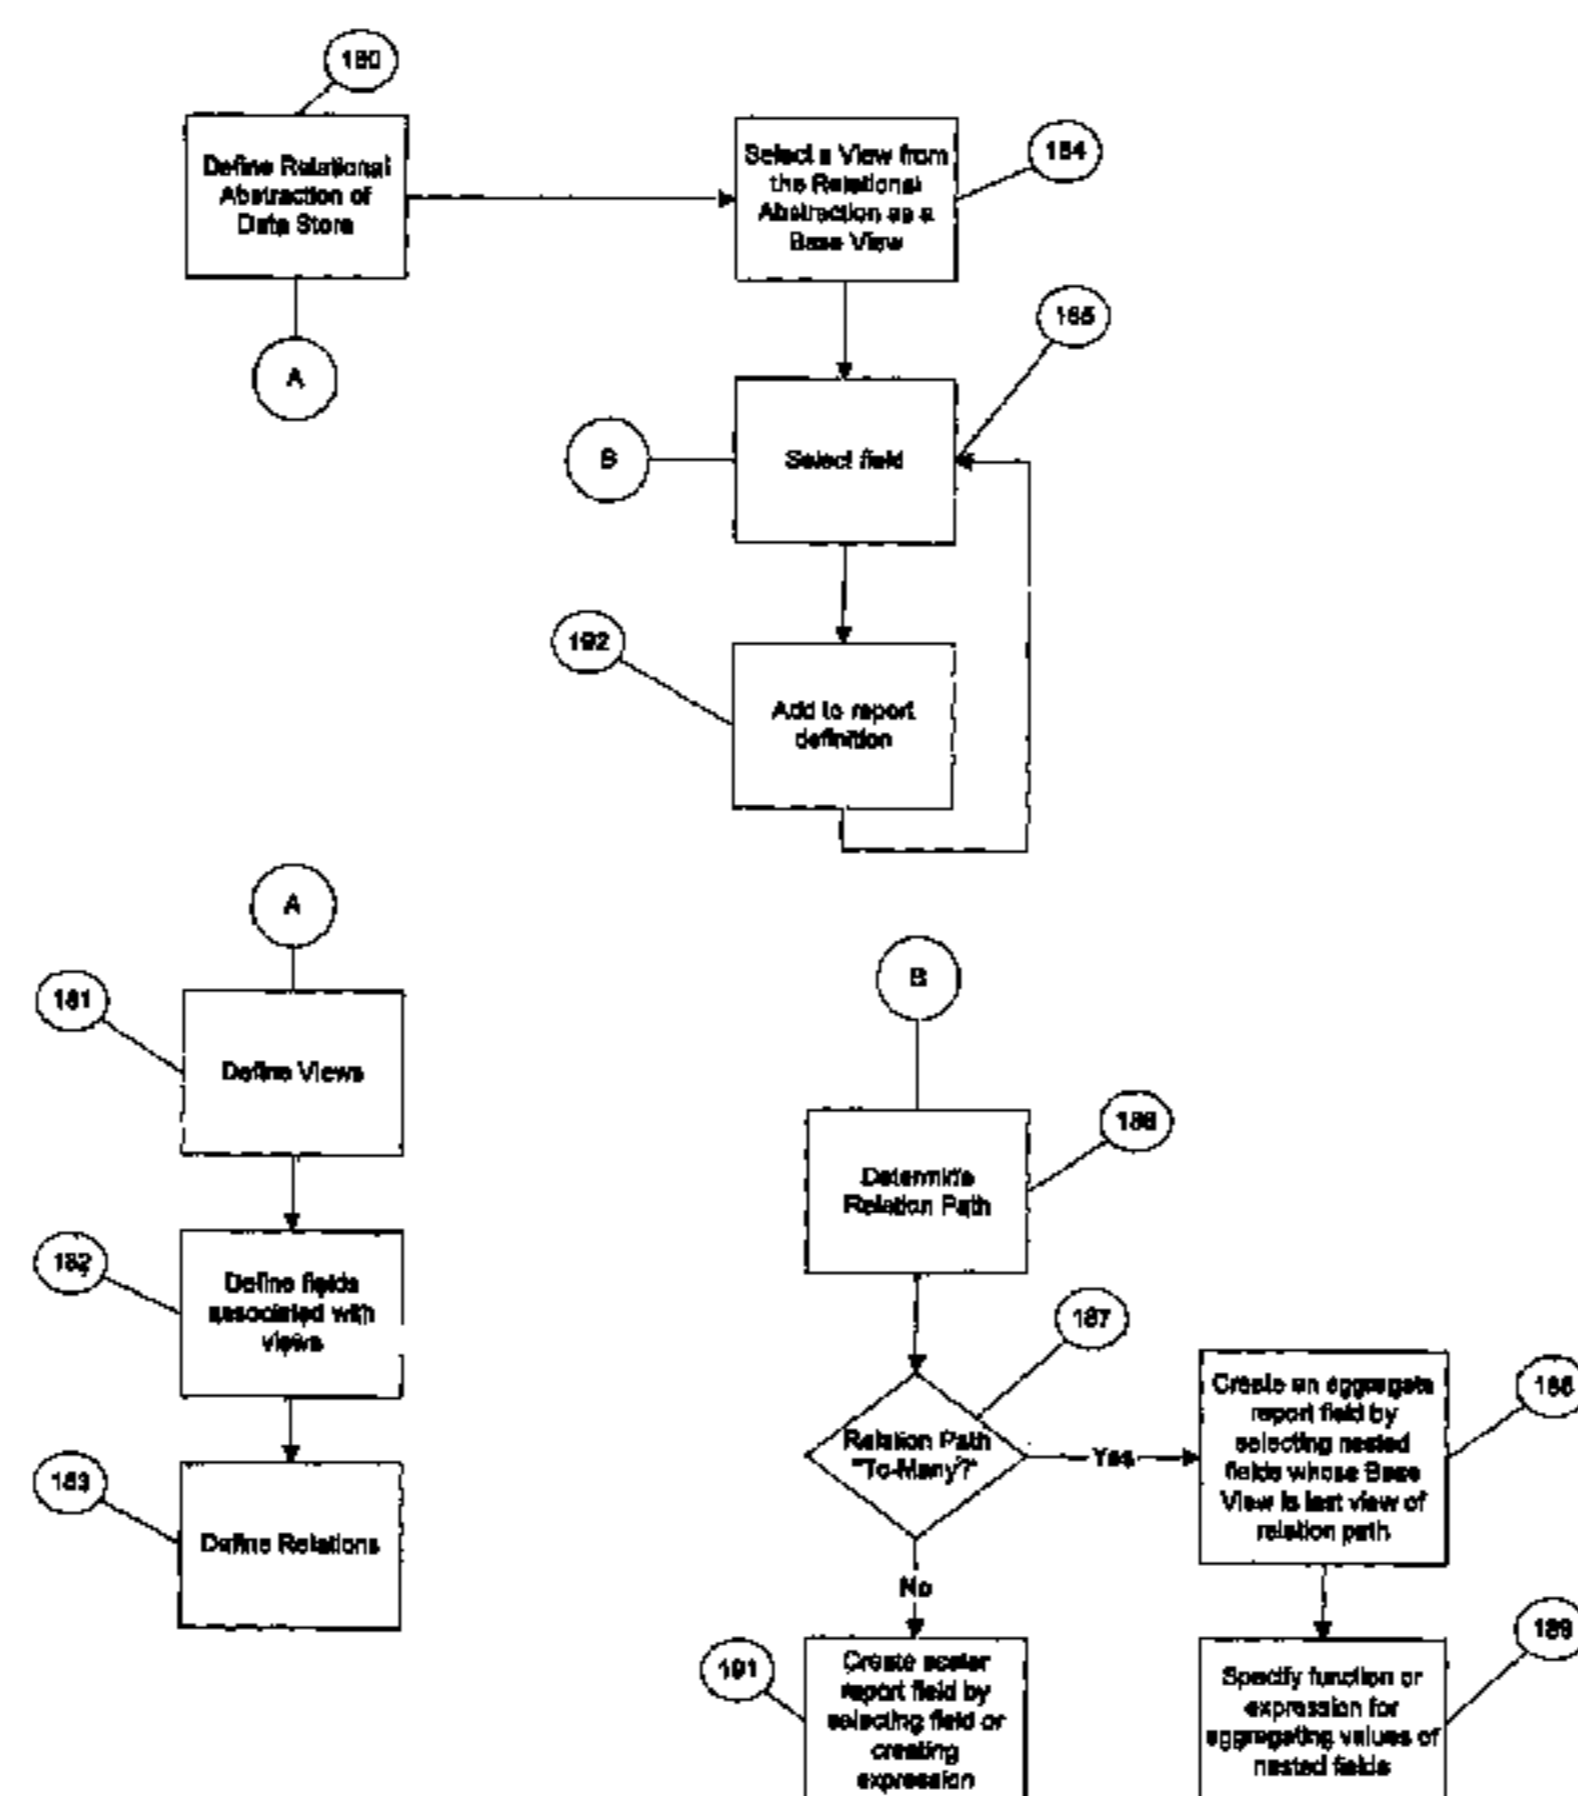 180
Define Relational
Abstraction of
Data Store
Select a View from
the Relational
Abstraction as a
Base View
184
A
185
B
Select field
192
Add to report
definition
A
181
Define Views
B
186
Determine
Relation Path
182
Define fields
associated with
views
187
Relation Path
"To-Many?"
Yes
Create an aggregate
report field by
selecting nested
fields whose Base
View is last view of
relation path
188
183
Define Relations
No
191
Create scalar
report field by
selecting field or
creating
expression
Specify function or
expression for
aggregating values of
nested fields
189